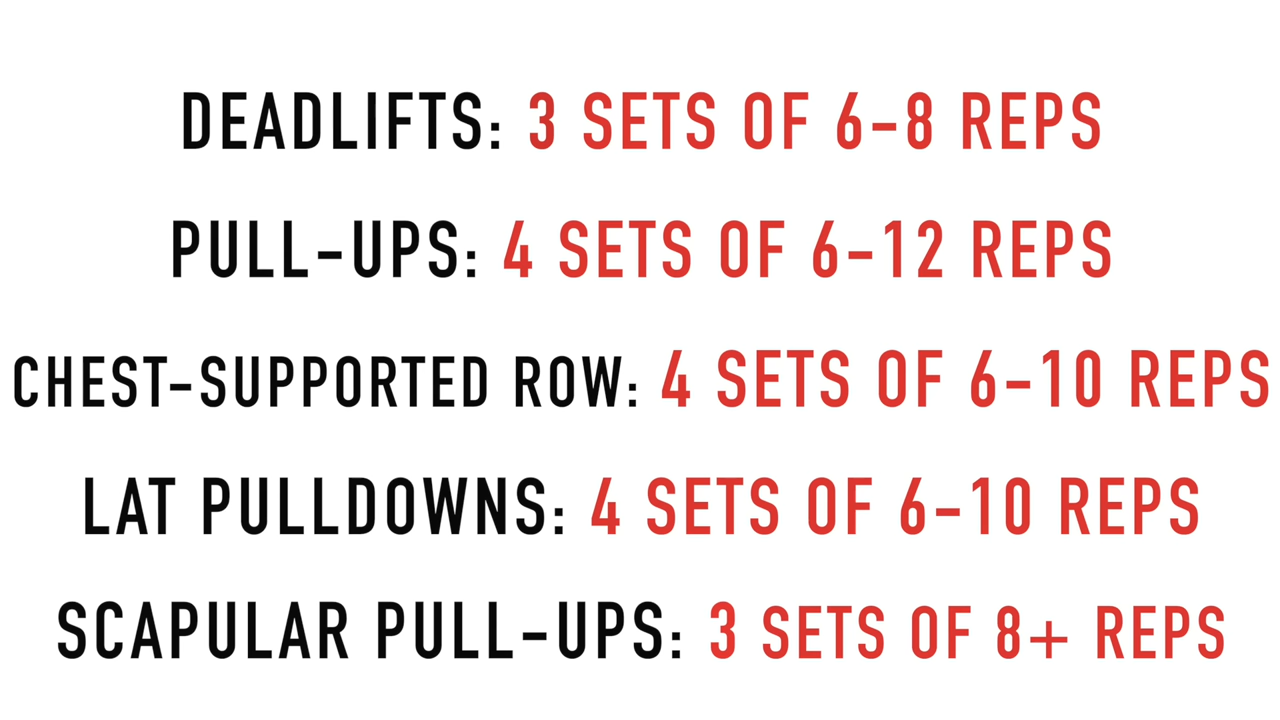 DEADLIFTS: 3 SETS OF 6-8 REPS
PULL-UPS: 4 SETS OF 6-12 REPS
CHEST-SUPPORTED ROW: 4 SETS OF 6-10 REPS
LAT PULLDOWNS: 4 SETS OF 6-10 REPS
SCAPULAR PULL-UPS: 3 SETS OF 8+ REPS